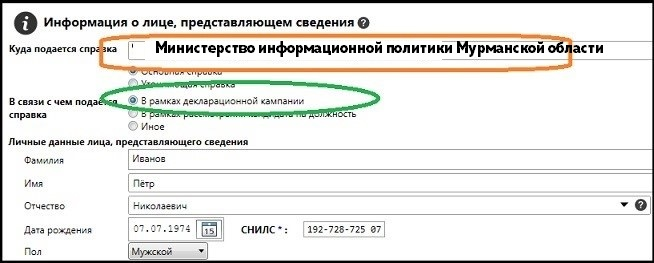 Информация о лице, представляющем сведения
Куда подается справка Министерство информационной политики Мурманской области
Основная справка
Уточняющая справка
В связи с чем подается справка
В рамках декларационной кампании
В рамках рассмотрения кандидата на должность
Иное
Личные данные лица, представляющего сведения
Фамилия Иванов
Имя Пётр
Отчество Николаевич
Дата рождения 07.07.1974 15 СНИЛС * : 192-728-725 07
Пол Мужской